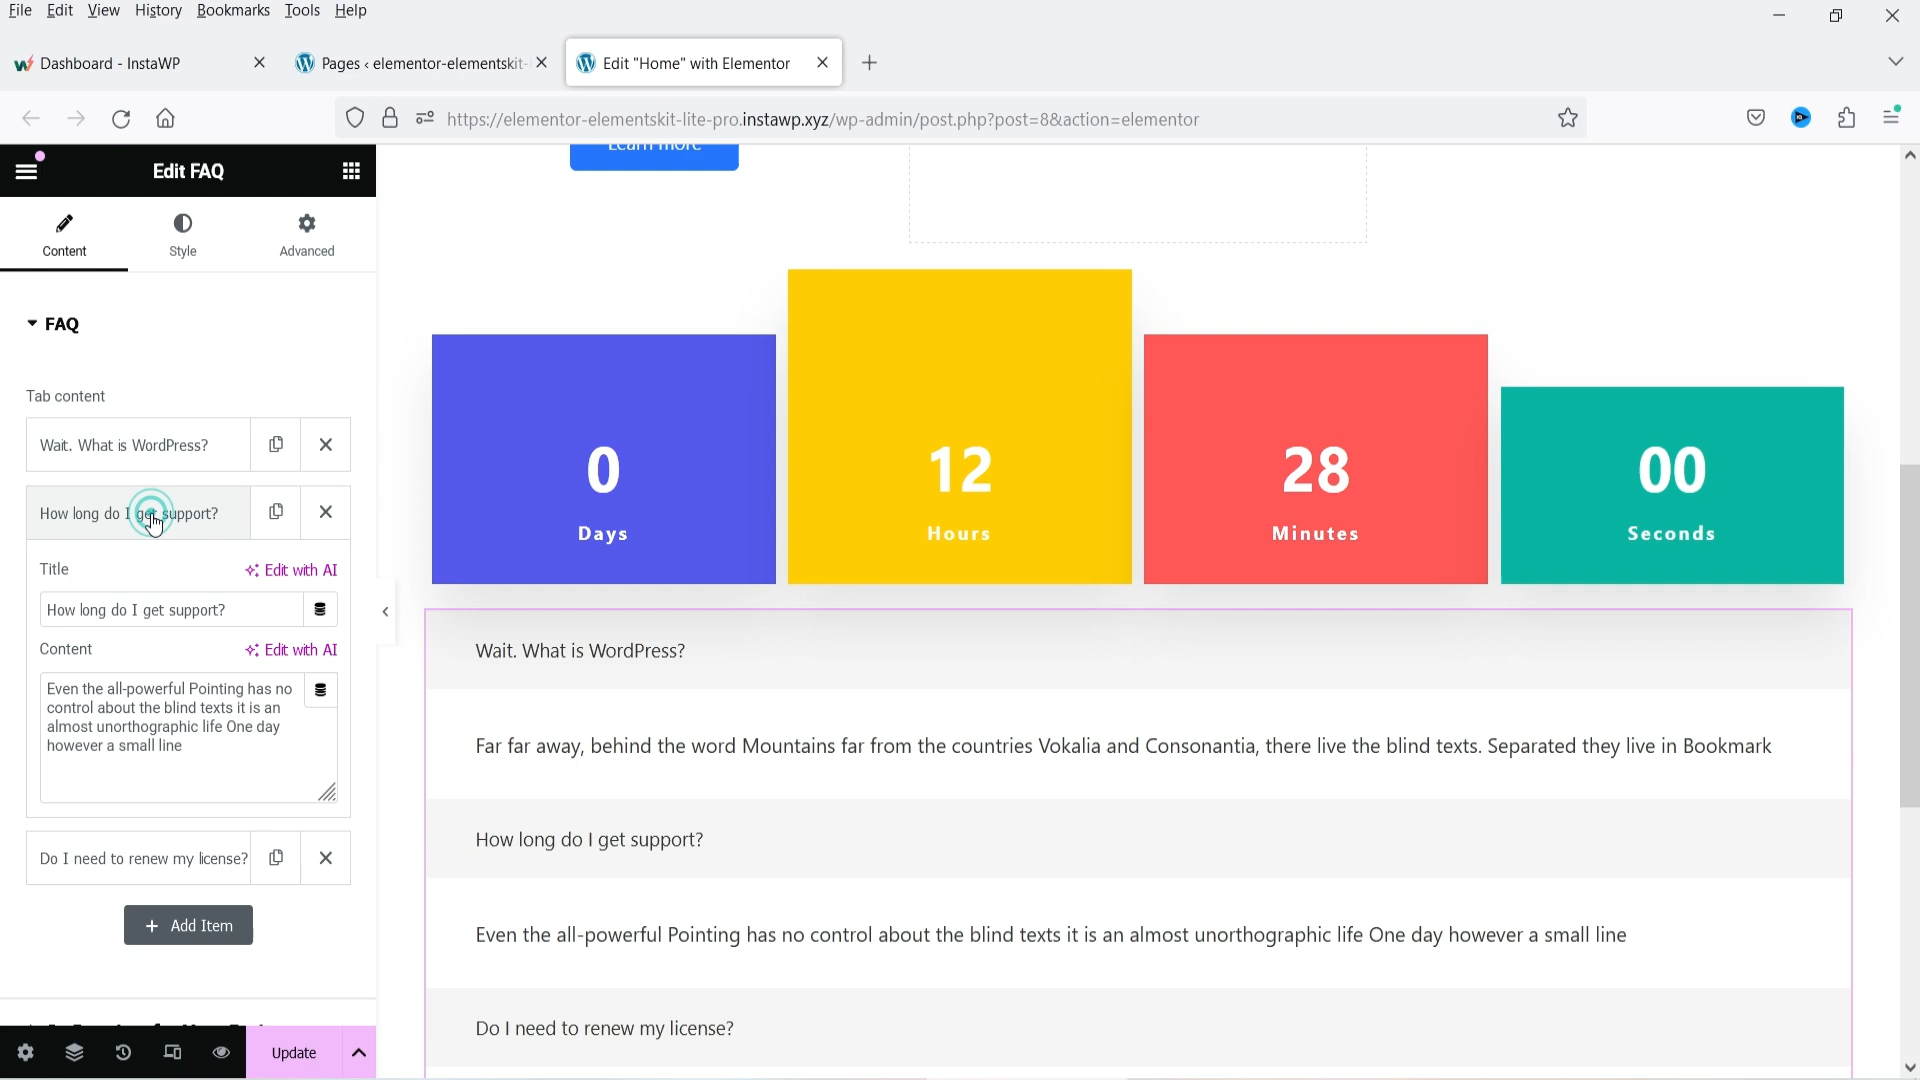 File Edit View History Bookmarks Tools Help
Dashboard - InstaWP
Pages ‹ elementor-elementskit-
Edit "Home" with Elementor
https://elementor-elementskit-lite-pro.instawp.xyz/wp-admin/post.php?post=8&action=elementor
Edit FAQ
Content Style Advanced
FAQ
Tab content
Wait. What is WordPress?
How long do I get support?
Title Edit with AI
How long do I get support?
Content Edit with AI
Even the all-powerful Pointing has no
control about the blind texts it is an
almost unorthographic life One day
however a small line
Do I need to renew my license?
+ Add Item
Update
Learn more
0
Days
12
Hours
28
Minutes
00
Seconds
Wait. What is WordPress?
Far far away, behind the word Mountains far from the countries Vokalia and Consonantia, there live the blind texts. Separated they live in Bookmark
How long do I get support?
Even the all-powerful Pointing has no control about the blind texts it is an almost unorthographic life One day however a small line
Do I need to renew my license?